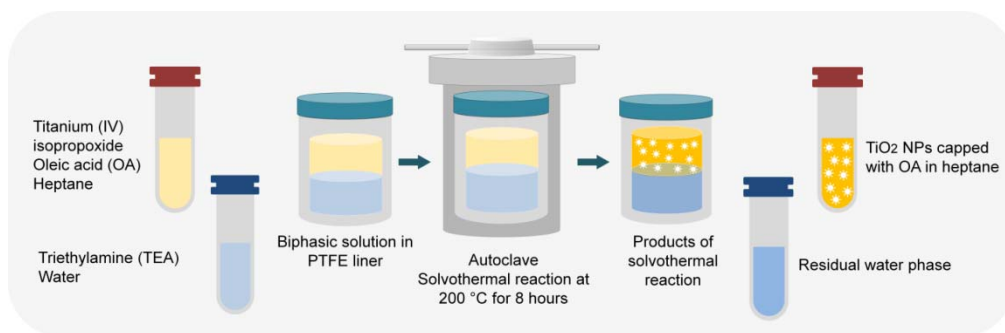 Titanium (IV)
isopropoxide
Oleic acid (OA)
Heptane
Triethylamine (TEA)
Water
Biphasic solution in
PTFE liner
Autoclave
Solvothermal reaction at
200 °C for 8 hours
Products of
solvothermal
reaction
TiO2 NPs capped
with OA in heptane
Residual water phase